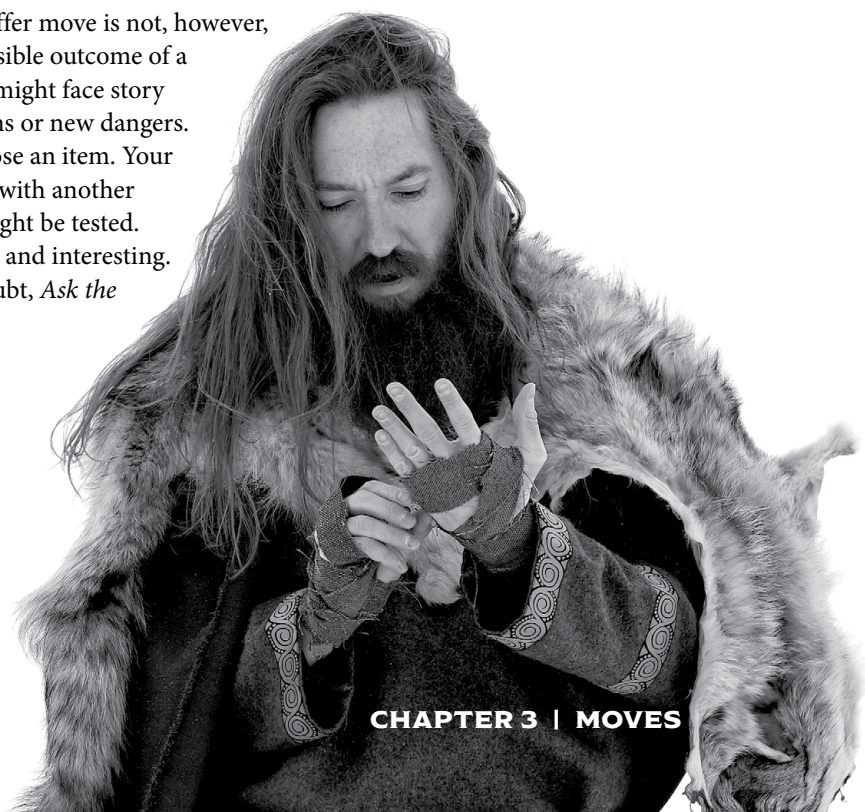 ffer move is not, however,
sible outcome of a
might face story
ns or new dangers.
ose an item. Your
with another
ght be tested.
and interesting.
ubt, Ask the
CHAPTER 3 | MOVES